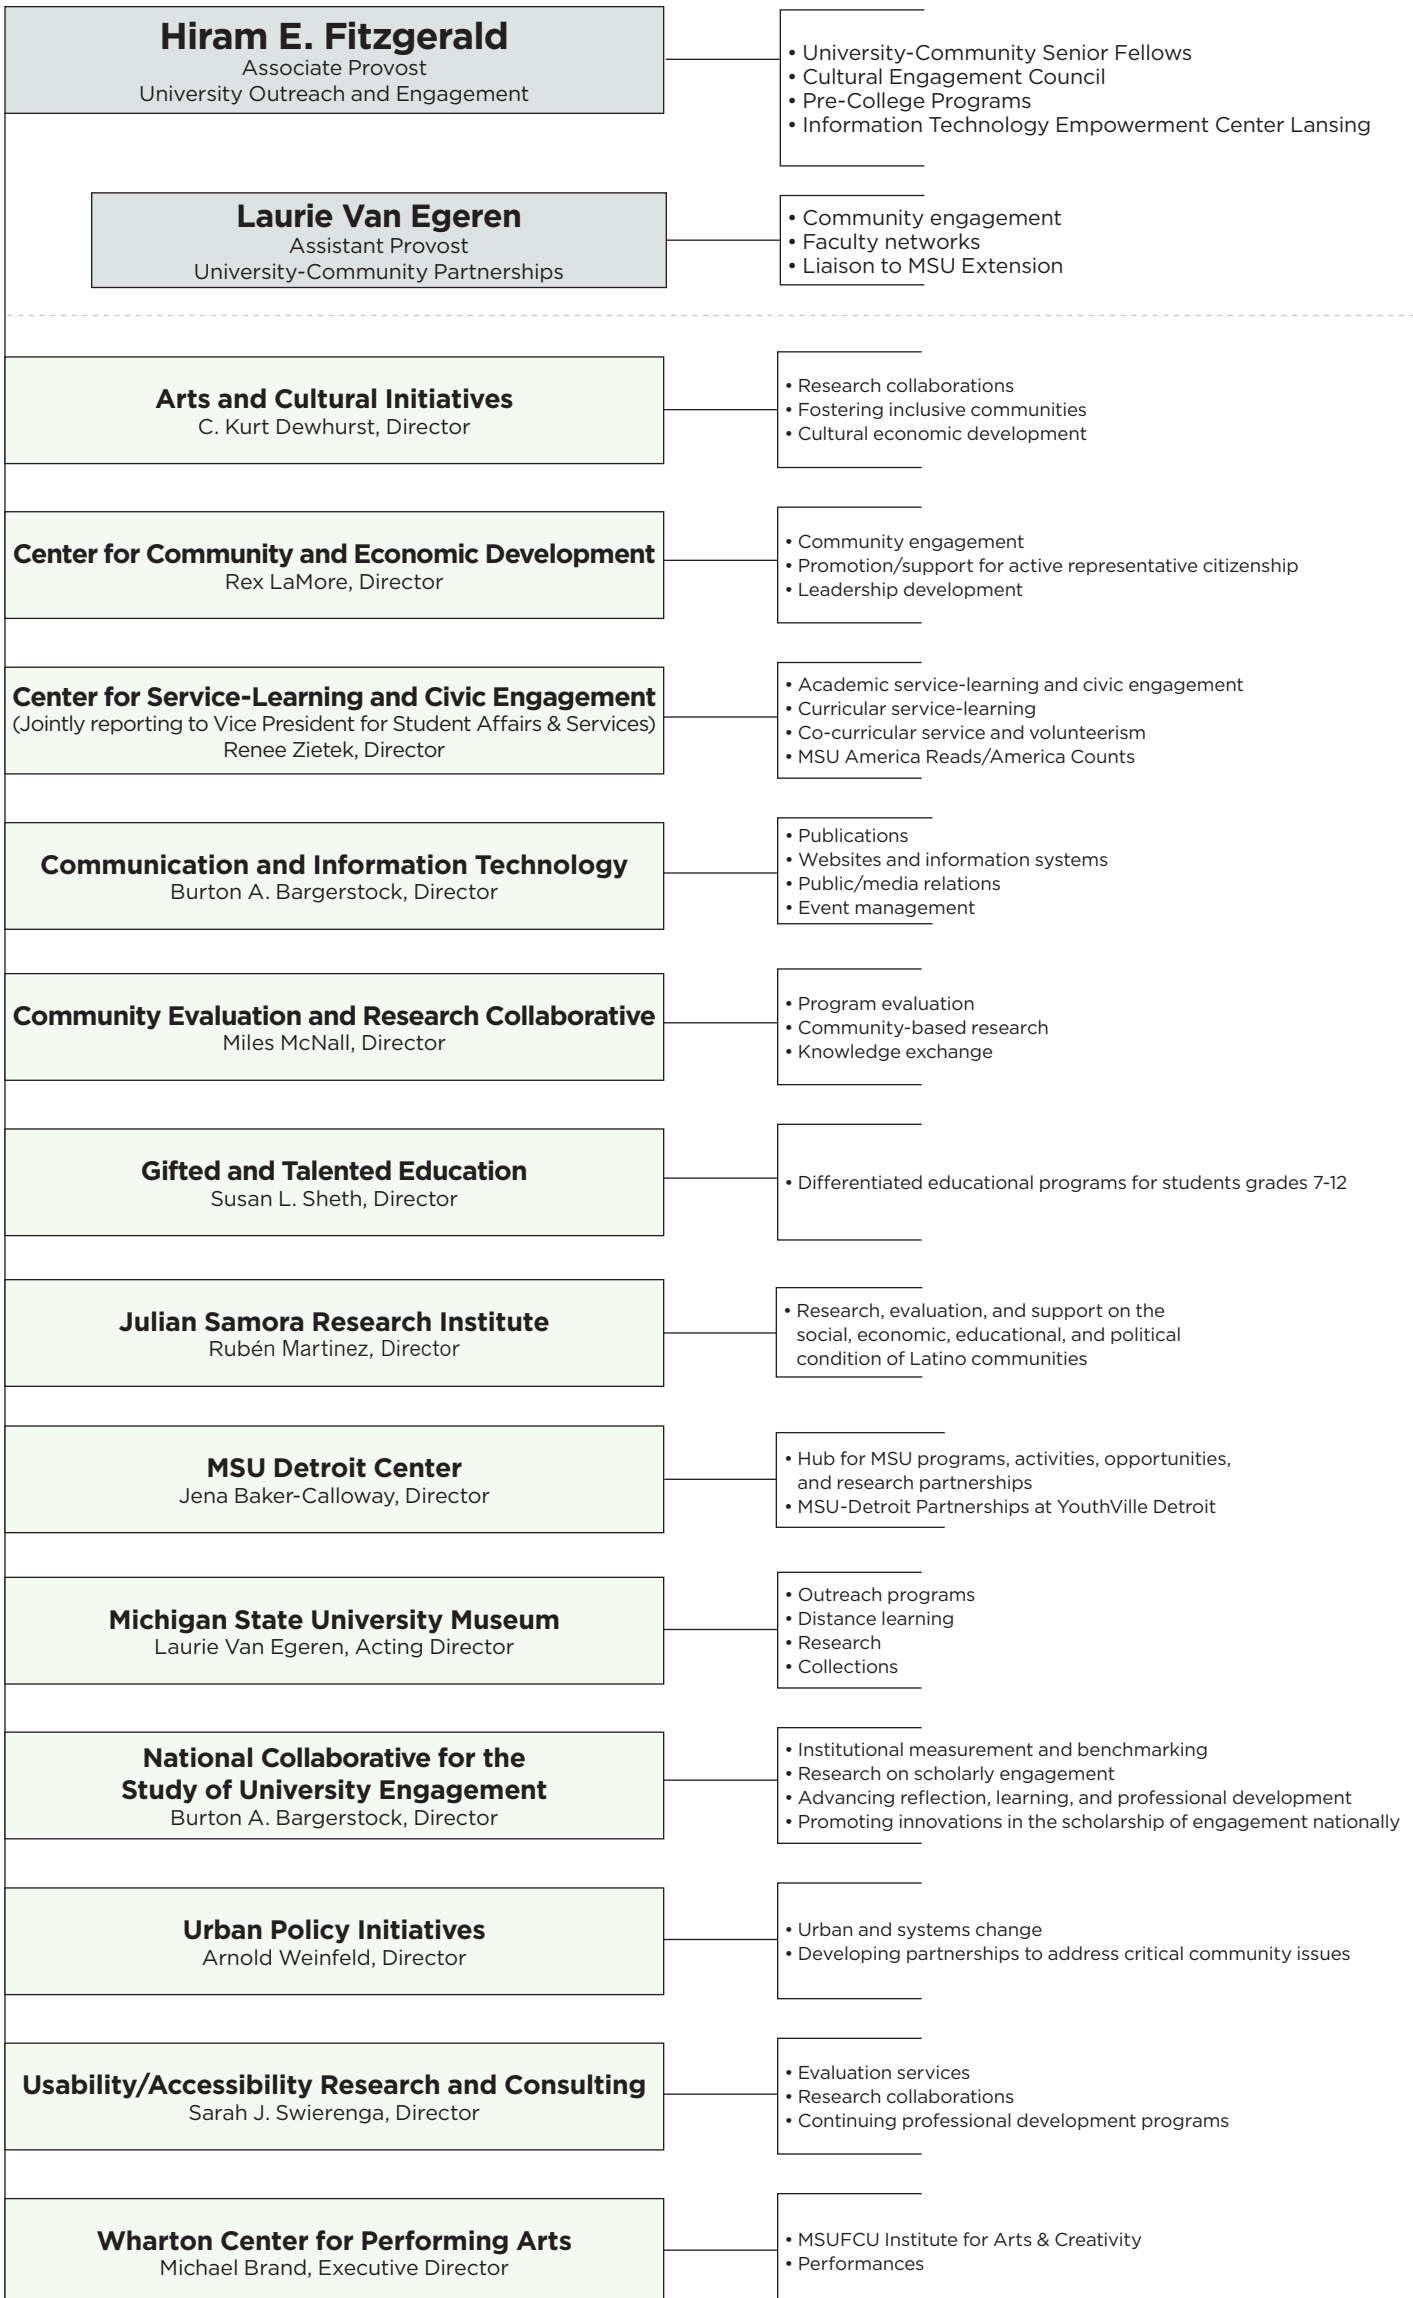 Hiram E. Fitzgerald
Associate Provost
University Outreach and Engagement
• University-Community Senior Fellows
• Cultural Engagement Council
• Pre-College Programs
• Information Technology Empowerment Center Lansing
Laurie Van Egeren
Assistant Provost
University-Community Partnerships
• Community engagement
• Faculty networks
• Liaison to MSU Extension
Arts and Cultural Initiatives
C. Kurt Dewhurst, Director
• Research collaborations
• Fostering inclusive communities
• Cultural economic development
Center for Community and Economic Development
Rex LaMore, Director
• Community engagement
• Promotion/support for active representative citizenship
• Leadership development
Center for Service-Learning and Civic Engagement
(Jointly reporting to Vice President for Student Affairs & Services)
Renee Zietek, Director
• Academic service-learning and civic engagement
• Curricular service-learning
• Co-curricular service and volunteerism
• MSU America Reads/America Counts
Communication and Information Technology
Burton A. Bargerstock, Director
• Publications
• Websites and information systems
• Public/media relations
• Event management
Community Evaluation and Research Collaborative
Miles McNall, Director
• Program evaluation
• Community-based research
• Knowledge exchange
Gifted and Talented Education
Susan L. Sheth, Director
• Differentiated educational programs for students grades 7-12
Julian Samora Research Institute
Rubén Martinez, Director
• Research, evaluation, and support on the
social, economic, educational, and political
condition of Latino communities
MSU Detroit Center
Jena Baker-Calloway, Director
• Hub for MSU programs, activities, opportunities,
and research partnerships
• MSU-Detroit Partnerships at YouthVille Detroit
Michigan State University Museum
Laurie Van Egeren, Acting Director
• Outreach programs
• Distance learning
• Research
• Collections
National Collaborative for the
Study of University Engagement
Burton A. Bargerstock, Director
• Institutional measurement and benchmarking
• Research on scholarly engagement
• Advancing reflection, learning, and professional development
• Promoting innovations in the scholarship of engagement nationally
Urban Policy Initiatives
Arnold Weinfeld, Director
• Urban and systems change
• Developing partnerships to address critical community issues
Usability/Accessibility Research and Consulting
Sarah J. Swierenga, Director
• Evaluation services
• Research collaborations
• Continuing professional development programs
Wharton Center for Performing Arts
Michael Brand, Executive Director
• MSUFCU Institute for Arts & Creativity
• Performances